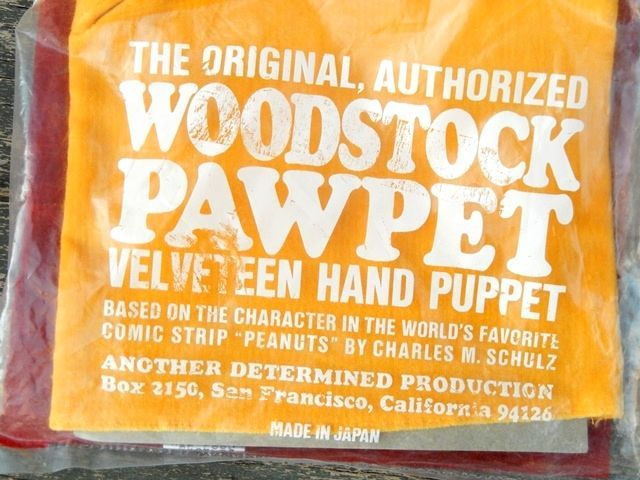 THE ORIGINAL, AUTHORIZED
WOODSTOCK
PAWPET
VELVETEEN HAND PUPPET
BASED ON THE CHARACTER IN THE WORLD'S FAVORITE
COMIC STRIP "PEANUTS" BY CHARLES M. SCHULZ
ANOTHER DETERMINED PRODUCTION
Box 2150, San Francisco, California 94126
MADE IN JAPAN